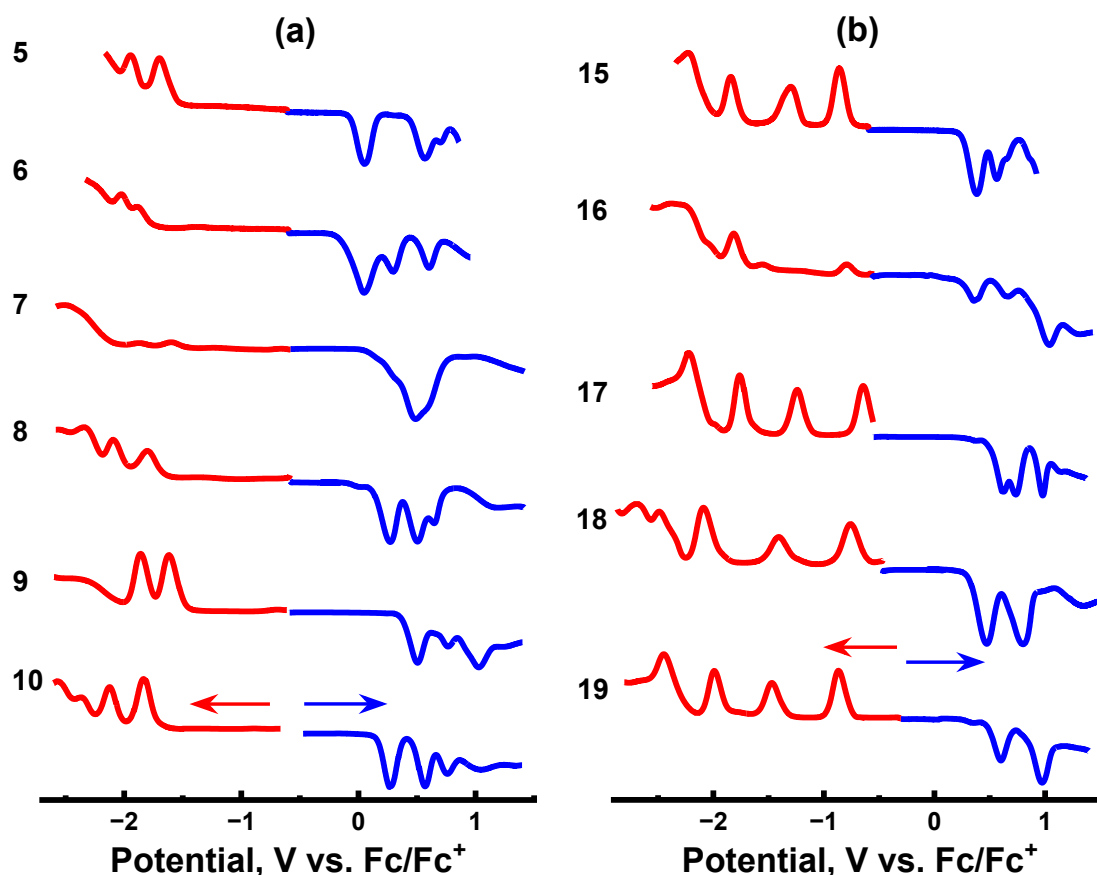 (a)
5
6
7
8
9
10
−2 −1 0 1
Potential, V vs. Fc/Fc⁺
(b)
15
16
17
18
19
−2 −1 0 1
Potential, V vs. Fc/Fc⁺